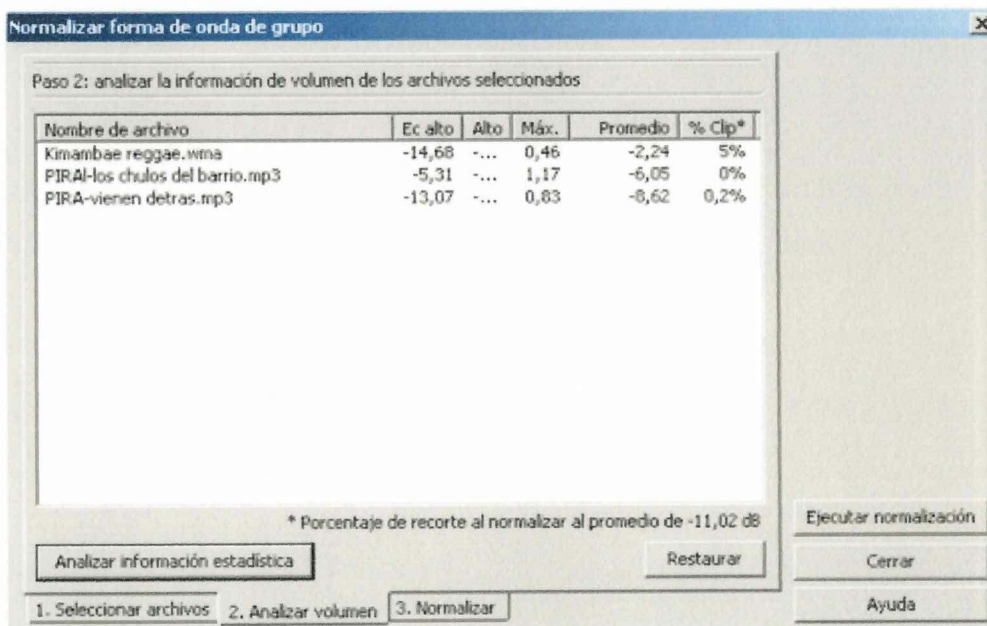 Normalizar forma de onda de grupo
Paso 2: analizar la información de volumen de los archivos seleccionados
Nombre de archivo Ec alto Alto Máx. Promedio % Clip*
Kimambae reggae.wma -14,68 -... 0,46 -2,24 5%
PIRAl-los chulos del barrio.mp3 -5,31 -... 1,17 -6,05 0%
PIRA-vienen detras.mp3 -13,07 -... 0,83 -8,62 0,2%
* Porcentaje de recorte al normalizar al promedio de -11,02 dB
Ejecutar normalización
Analizar información estadística Restaurar Cerrar
1. Seleccionar archivos 2. Analizar volumen 3. Normalizar Ayuda